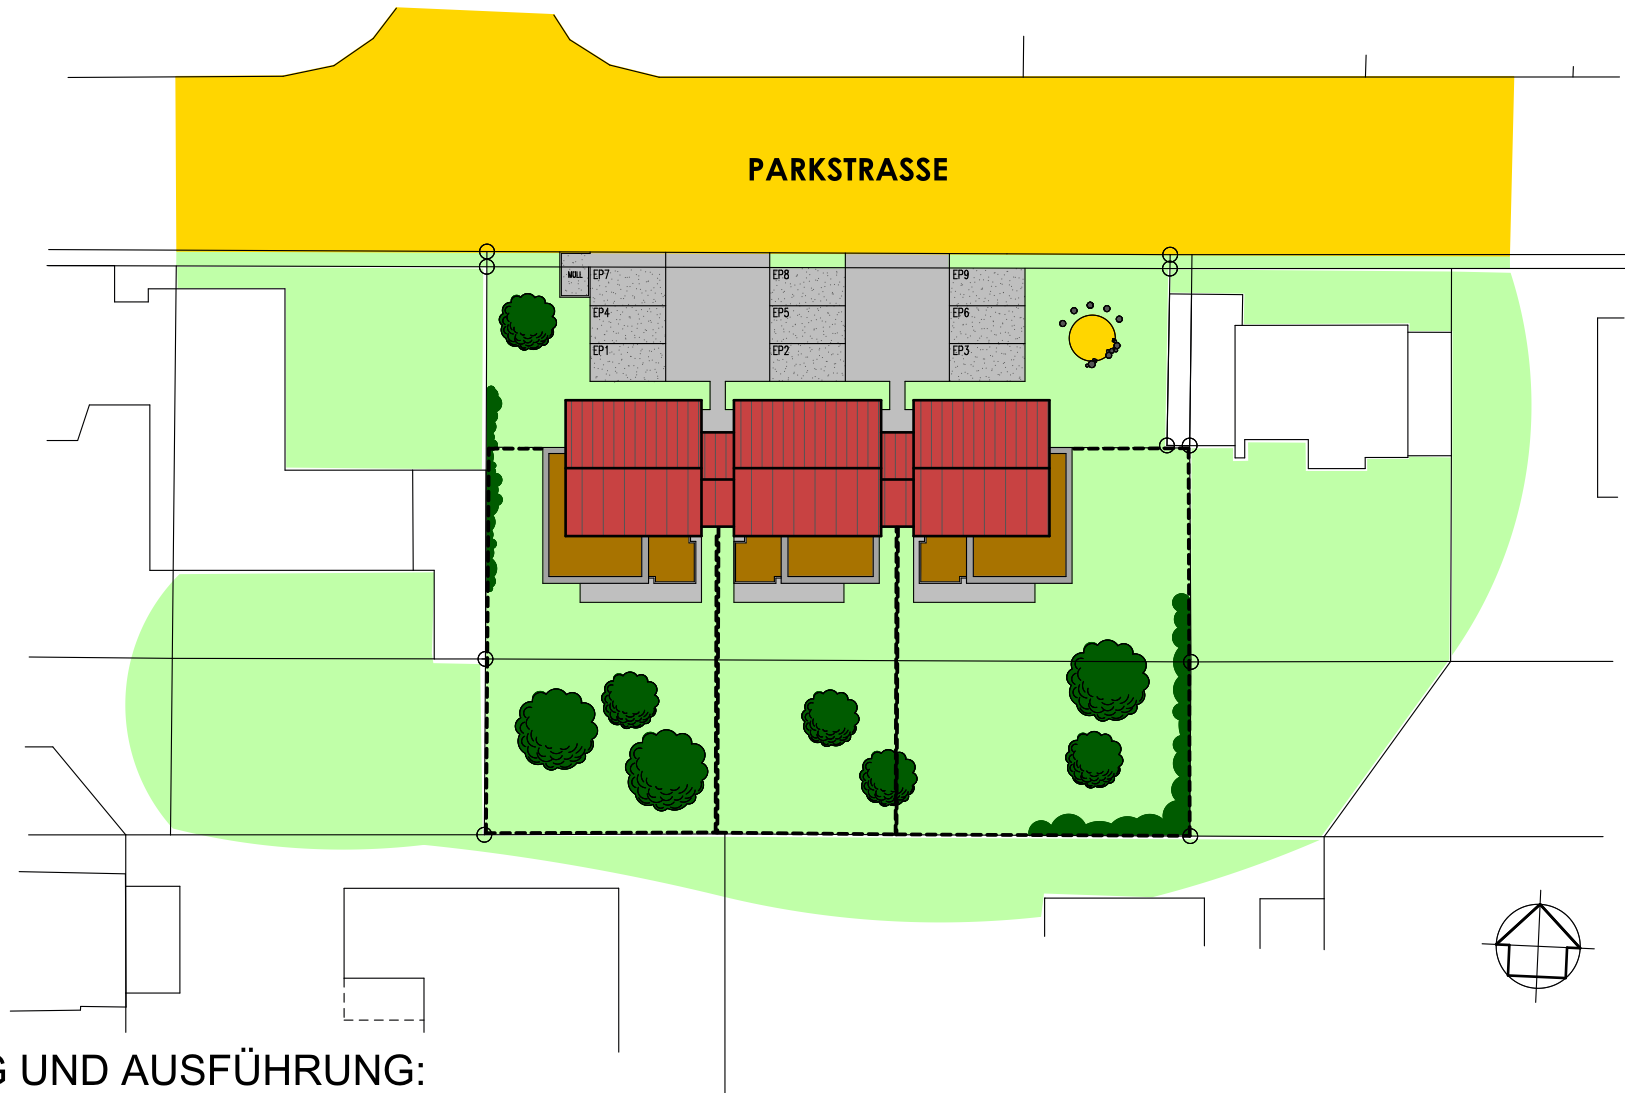 PARKSTRASSE
MÜLL EP7 EP8 EP9
EP4 EP5 EP6
EP1 EP2 EP3
G UND AUSFÜHRUNG: